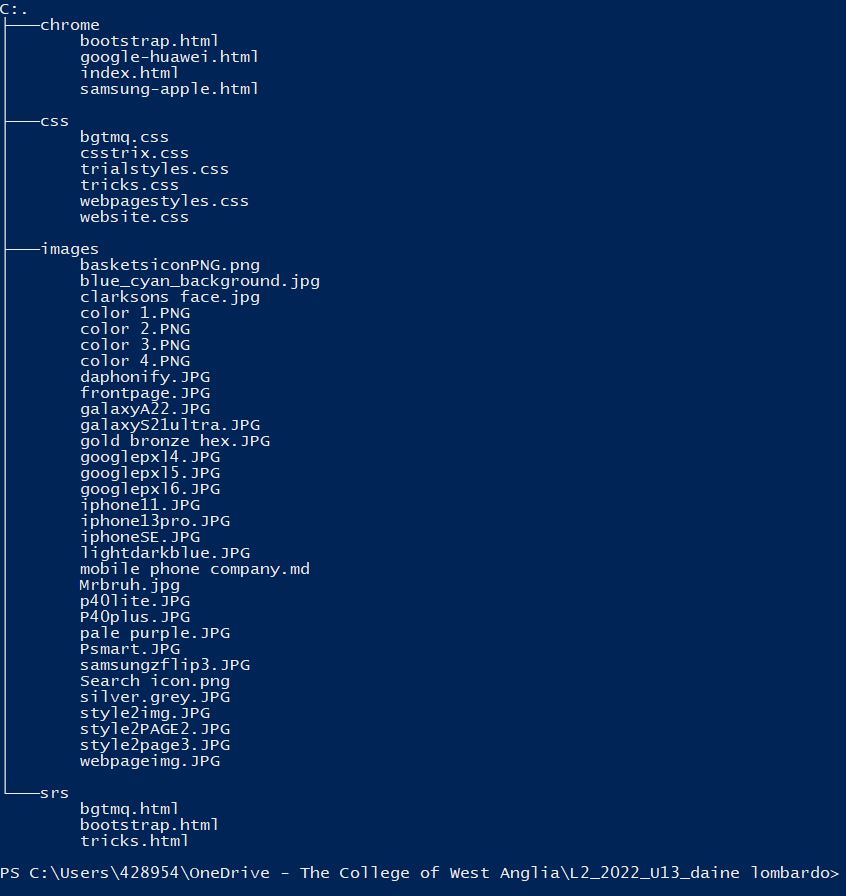 C:.
├───chrome
bootstrap.html
google-huawei.html
index.html
samsung-apple.html
├───css
bgtmq.css
csstrix.css
trialstyles.css
tricks.css
webpagestyles.css
website.css
├───images
basketsiconPNG.png
blue_cyan_background.jpg
clarksons face.jpg
color 1.PNG
color 2.PNG
color 3.PNG
color 4.PNG
daphonify.JPG
frontpage.JPG
galaxyA22.JPG
galaxyS21ultra.JPG
gold bronze hex.JPG
googlepxl4.JPG
googlepxl5.JPG
googlepxl6.JPG
iphone11.JPG
iphone13pro.JPG
iphoneSE.JPG
lightdarkblue.JPG
mobile phone company.md
Mrbruh.jpg
p40lite.JPG
P40plus.JPG
pale purple.JPG
Psmart.JPG
samsungzflip3.JPG
Search icon.png
silver.grey.JPG
style2img.JPG
style2PAGE2.JPG
style2page3.JPG
webpageimg.JPG
└───srs
bgtmq.html
bootstrap.html
tricks.html
PS C:\Users\428954\OneDrive - The College of West Anglia\L2_2022_U13_daine lombardo>